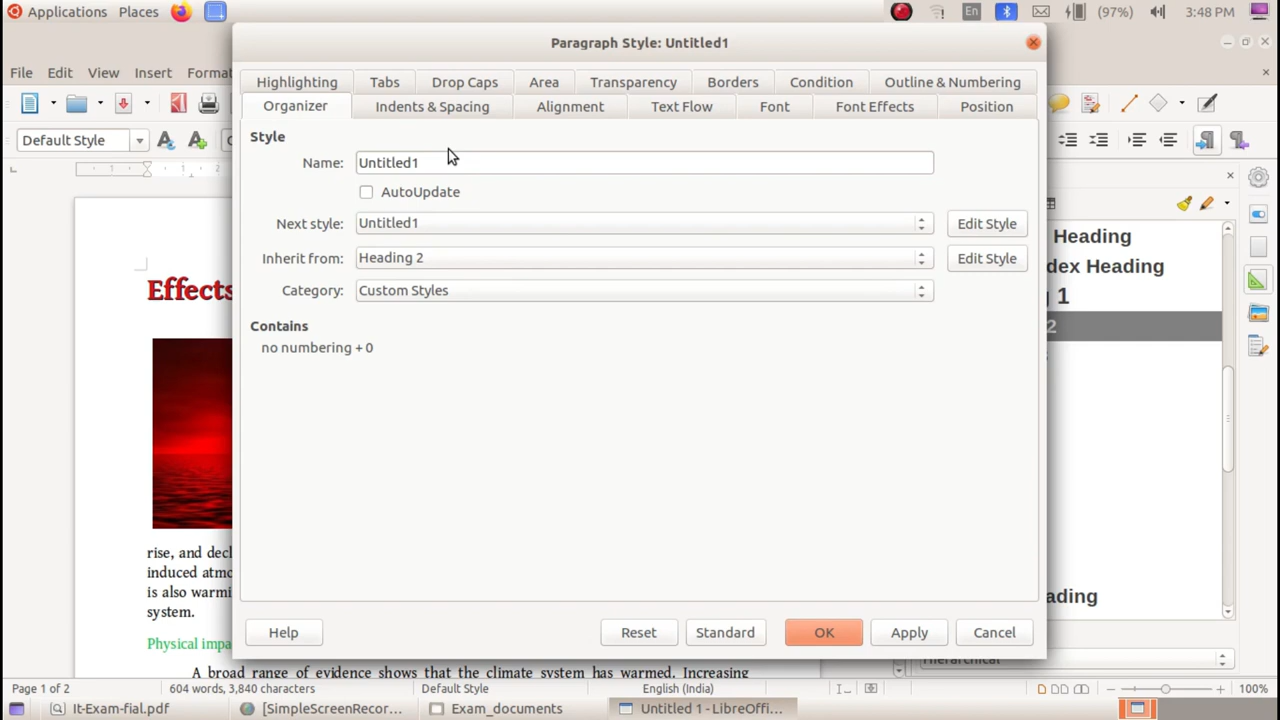 Applications Places En (97%) 3:48 PM
Paragraph Style: Untitled1
File Edit View Insert Forma
Highlighting Tabs Drop Caps Area Transparency Borders Condition Outline & Numbering
Organizer Indents & Spacing Alignment Text Flow Font Font Effects Position
Default Style
Style
Name: Untitled1
AutoUpdate
Next style: Untitled1 Edit Style
Inherit from: Heading 2 Edit Style
Category: Custom Styles
Contains
no numbering + 0
Heading
dex Heading
g 1
2
ading
Effects
rise, and decl
induced atmo
is also warmi
system.
Physical impa
A broad range of evidence shows that the climate system has warmed. Increasing
Help Reset Standard OK Apply Cancel
Hierarchical
Page 1 of 2 604 words, 3,840 characters Default Style English (India) 100%
It-Exam-fial.pdf [SimpleScreenRecor... Exam_documents Untitled 1 - LibreOffi...